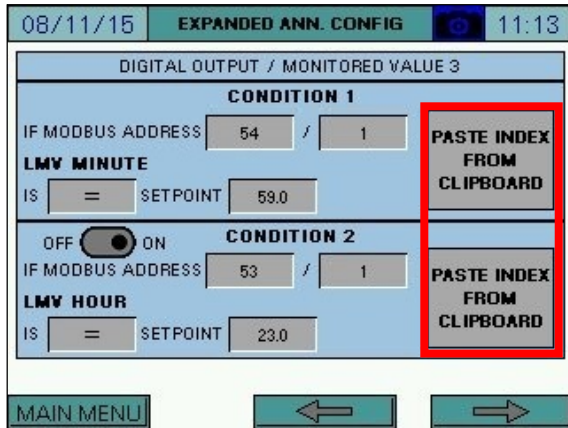 08/11/15 EXPANDED ANN. CONFIG 11:13
DIGITAL OUTPUT / MONITORED VALUE 3
CONDITION 1
IF MODBUS ADDRESS 54 / 1
LMV MINUTE
IS = SETPOINT 59.0
PASTE INDEX
FROM
CLIPBOARD
OFF ON CONDITION 2
IF MODBUS ADDRESS 53 / 1
LMV HOUR
IS = SETPOINT 23.0
PASTE INDEX
FROM
CLIPBOARD
MAIN MENU